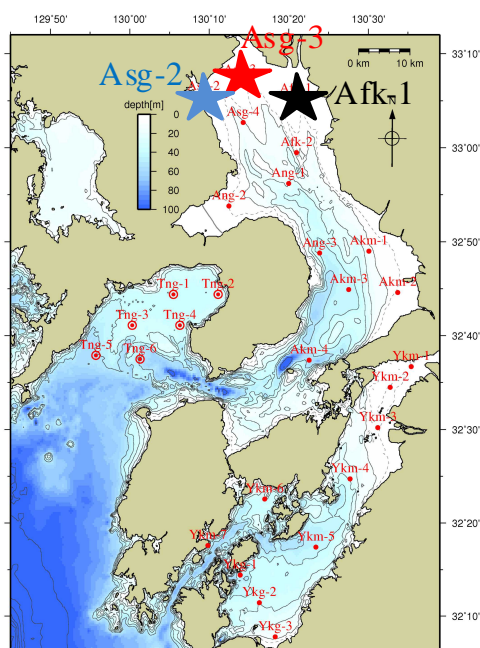 129˚50' 130˚00' 130˚10' 130˚20' 130˚30'
Asg-3
33˚10'
0 km 10 km
Asg-2
Afk-1
depth[m]
0
20
40
60
80
100
Asg-4
Afk-2
33˚00'
Ang-1
Ang-2
32˚50'
Ang-3
Akm-1
Akm-3
Akm-2
Tng-1
Tng-2
Tng-3
Tng-4
32˚40'
Tng-5
Tng-6
Akm-4
Ykm-1
Ykm-2
Ykm-3
32˚30'
Ykm-4
Ykm-6
32˚20'
Ykm-7
Ykm-5
Ykg-1
Ykg-2
32˚10'
Ykg-3